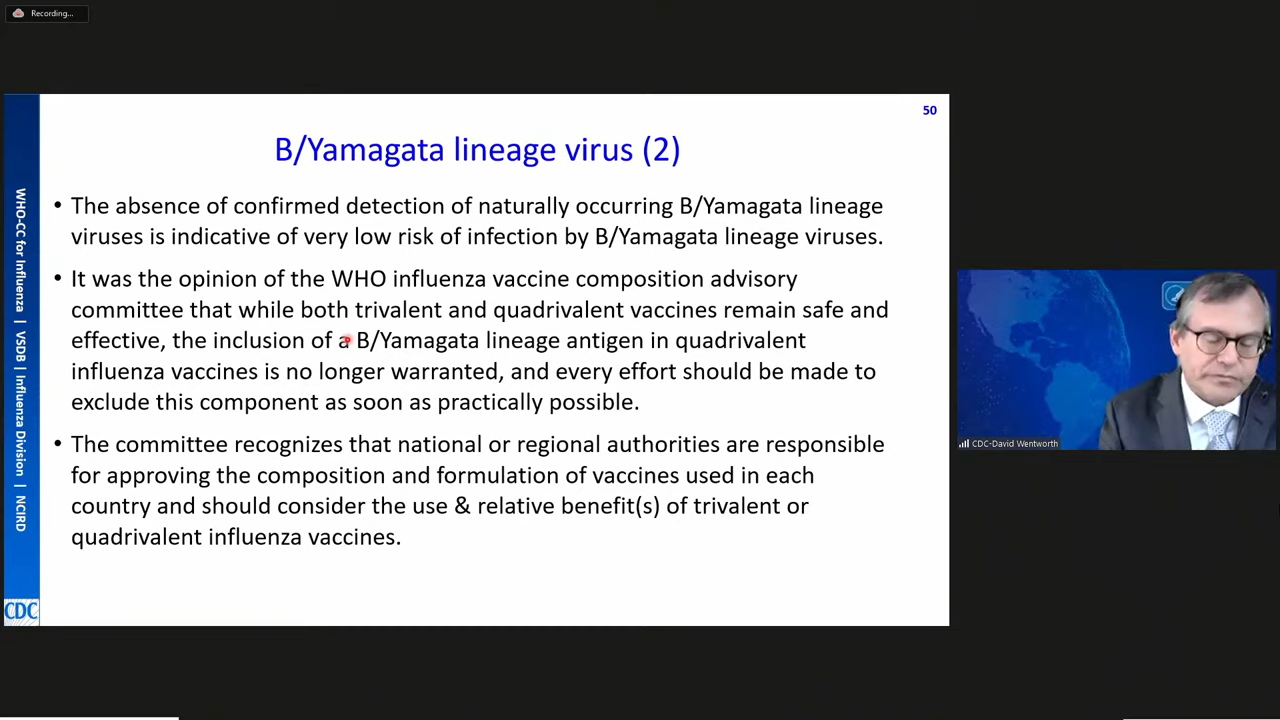 Recording...
50
B/Yamagata lineage virus (2)
• The absence of confirmed detection of naturally occurring B/Yamagata lineage
viruses is indicative of very low risk of infection by B/Yamagata lineage viruses.
• It was the opinion of the WHO influenza vaccine composition advisory
committee that while both trivalent and quadrivalent vaccines remain safe and
effective, the inclusion of a B/Yamagata lineage antigen in quadrivalent
influenza vaccines is no longer warranted, and every effort should be made to
exclude this component as soon as practically possible.
• The committee recognizes that national or regional authorities are responsible
for approving the composition and formulation of vaccines used in each
country and should consider the use & relative benefit(s) of trivalent or
quadrivalent influenza vaccines.
WHO-CC for Influenza | VSDB | Influenza Division | NCIRD
CDC
CDC-David Wentworth